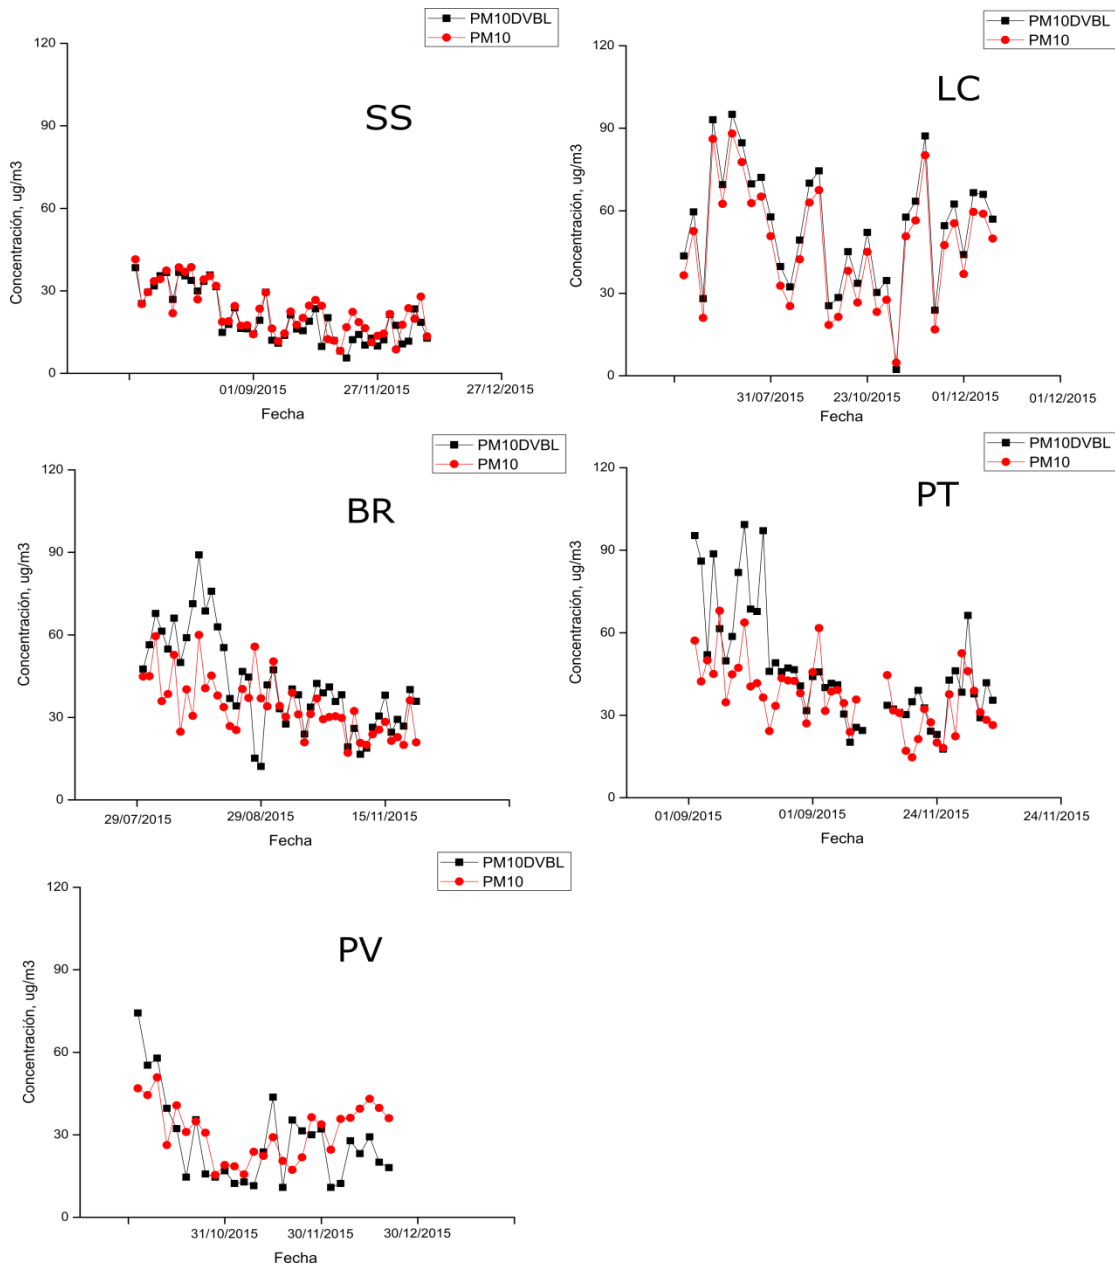 PM10DVBL
PM10
120
90
60
30
0
Concentración, ug/m3
SS
01/09/2015
27/11/2015
27/12/2015
Fecha
PM10DVBL
PM10
120
90
60
30
0
Concentración, ug/m3
LC
31/07/2015
23/10/2015
01/12/2015
01/12/2015
Fecha
PM10DVBL
PM10
120
90
60
30
0
Concentración, ug/m3
BR
29/07/2015
29/08/2015
15/11/2015
Fecha
PM10DVBL
PM10
120
90
60
30
0
Concentración, ug/m3
PT
01/09/2015
01/09/2015
24/11/2015
24/11/2015
Fecha
PM10DVBL
PM10
120
90
60
30
0
Concentración, ug/m3
PV
31/10/2015
30/11/2015
30/12/2015
Fecha